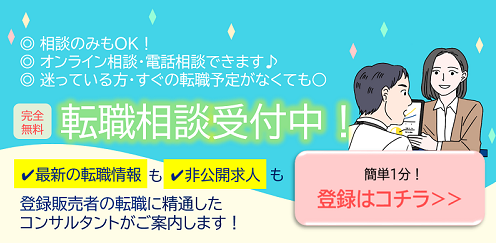 ◎ 相談のみもOK！
◎ オンライン相談・電話相談できます♪
◎ 迷っている方・すぐの転職予定がなくても〇
完全
無料
転職相談受付中！
✔最新の転職情報 も ✔非公開求人 も
登録販売者の転職に精通した
コンサルタントがご案内します！
簡単1分！
登録はコチラ>>